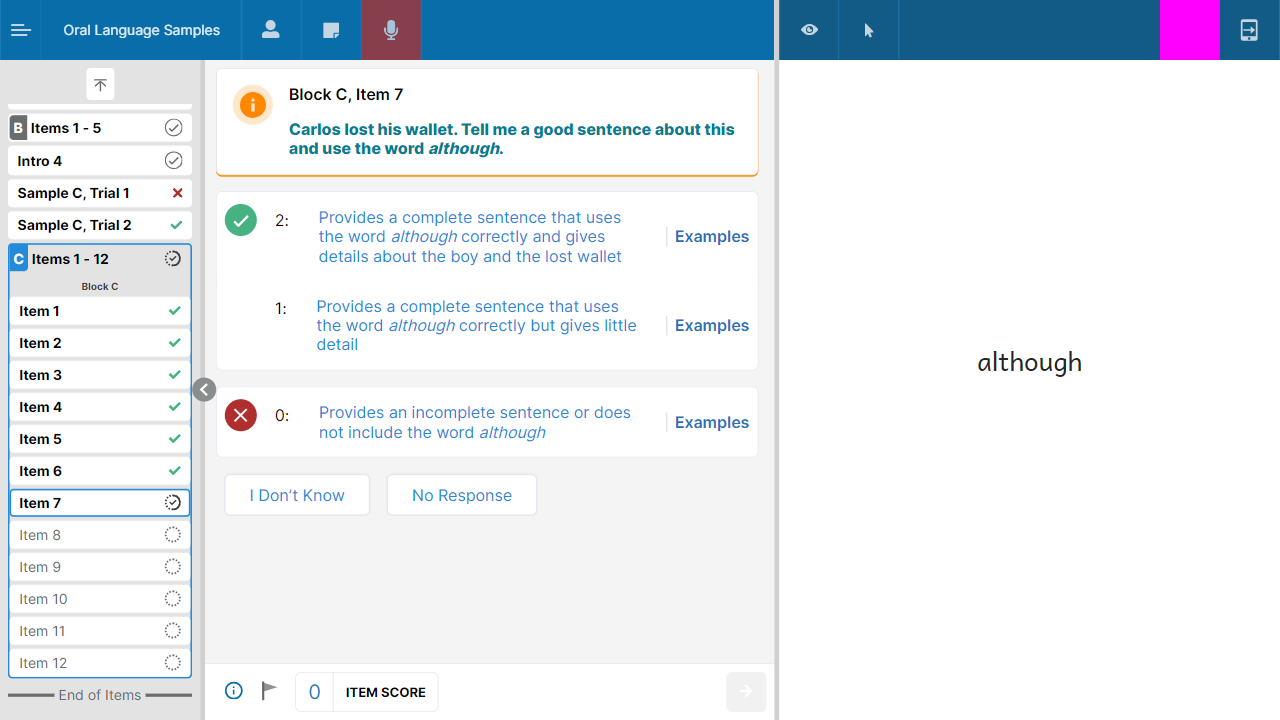 Oral Language Samples
B Items 1 - 5
Intro 4
Sample C, Trial 1
Sample C, Trial 2
C Items 1 - 12
Block C
Item 1
Item 2
Item 3
Item 4
Item 5
Item 6
Item 7
Item 8
Item 9
Item 10
Item 11
Item 12
End of Items
Block C, Item 7
Carlos lost his wallet. Tell me a good sentence about this
and use the word although.
2: Provides a complete sentence that uses
the word although correctly and gives
details about the boy and the lost wallet
Examples
1: Provides a complete sentence that uses
the word although correctly but gives little
detail
Examples
0: Provides an incomplete sentence or does
not include the word although
Examples
I Don't Know
No Response
0 ITEM SCORE
although